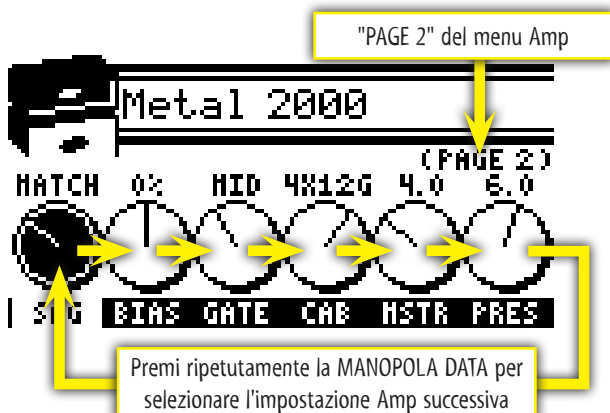 "PAGE 2" del menu Amp
Metal 2000
(PAGE 2)
MATCH 0% MID 4X12G 4.0 6.0
BIAS GATE CAB MSTR PRES
Premi ripetutamente la MANOPOLA DATA per
selezionare l'impostazione Amp successiva